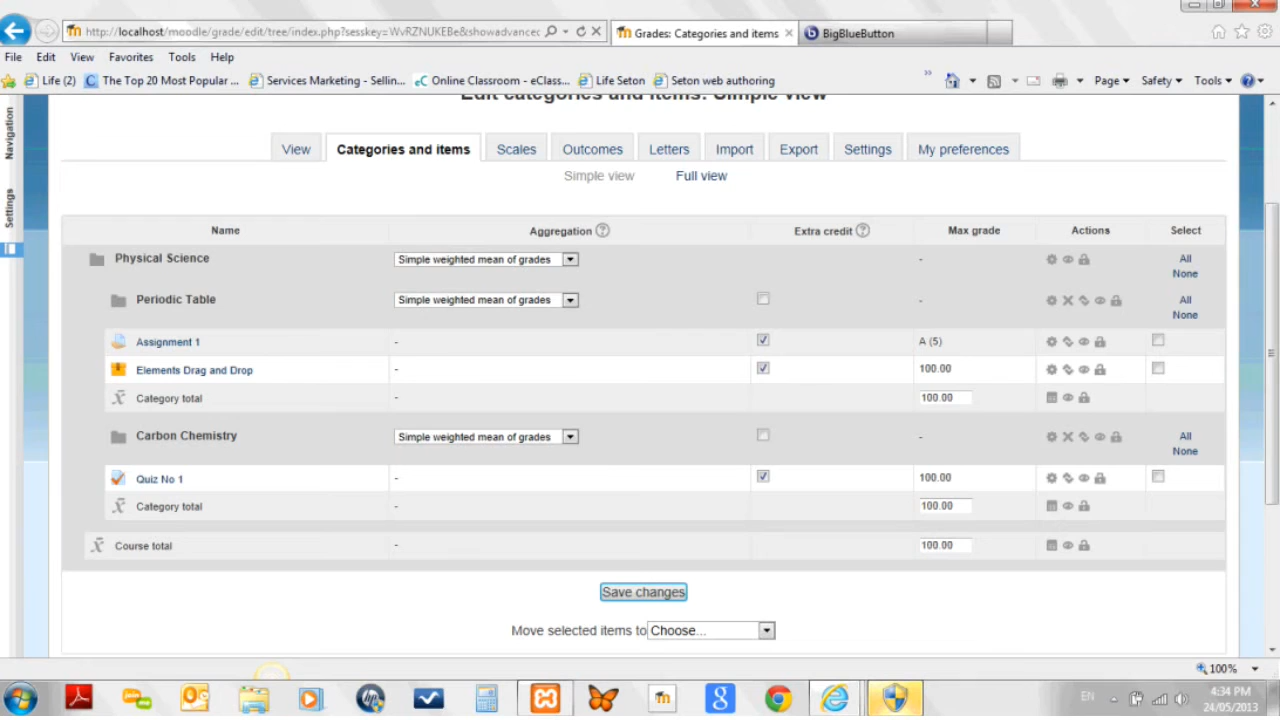 http://localhost/moodle/grade/edit/tree/index.php?sesskey=WvRZNUKEBe&showadvancec
Grades: Categories and items
BigBlueButton
File Edit View Favorites Tools Help
Life (2) The Top 20 Most Popular ... Services Marketing - Sellin... Online Classroom - eClass... Life Seton Seton web authoring
Page Safety Tools
Edit categories and items: Simple view
Navigation
Settings
View Categories and items Scales Outcomes Letters Import Export Settings My preferences
Simple view Full view
Name Aggregation Extra credit Max grade Actions Select
Physical Science Simple weighted mean of grades - All
None
Periodic Table Simple weighted mean of grades - All
None
Assignment 1 - A (5)
Elements Drag and Drop - 100.00
Category total - 100.00
Carbon Chemistry Simple weighted mean of grades - All
None
Quiz No 1 - 100.00
Category total - 100.00
Course total - 100.00
Save changes
Move selected items to Choose...
100%
EN
4:34 PM
24/05/2013